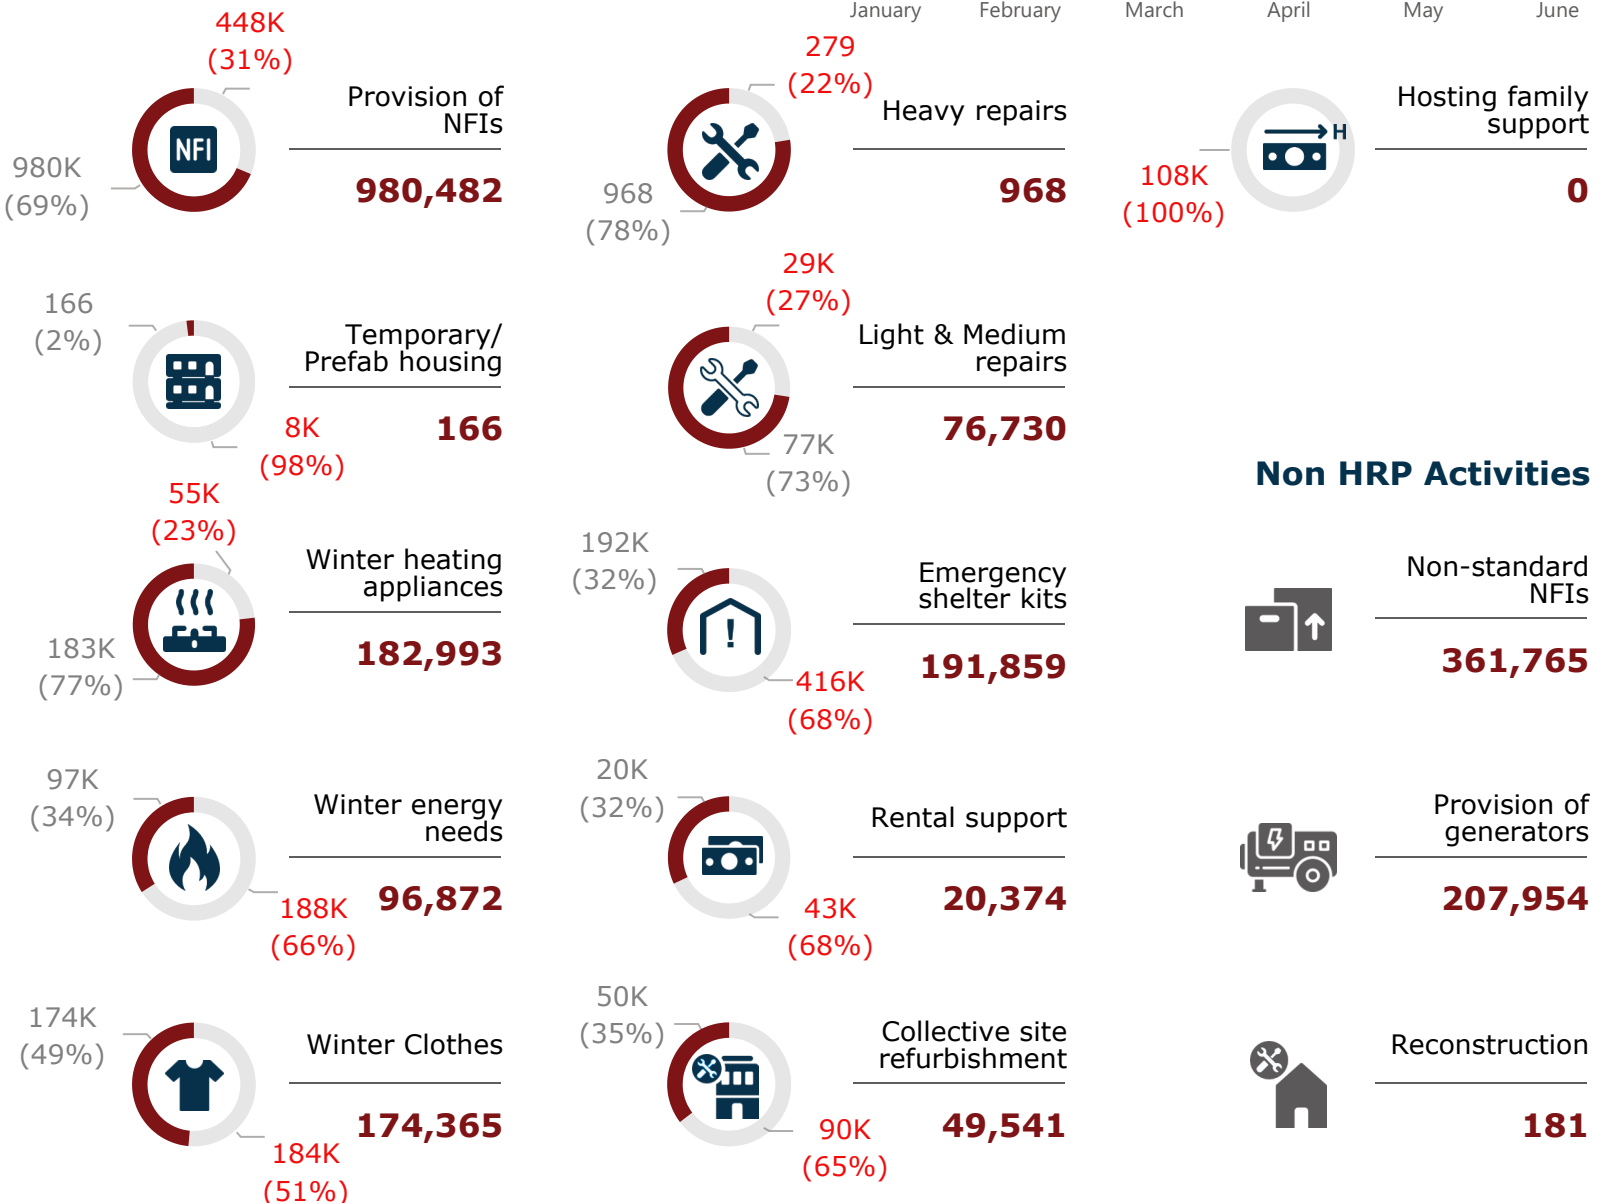 January
February
March
April
May
June
448K
(31%)
980K
(69%)
NFI
Provision of
NFIs
980,482
279
(22%)
968
(78%)
Heavy repairs
968
108K
(100%)
H
Hosting family
support
0
166
(2%)
8K
(98%)
Temporary/
Prefab housing
166
29K
(27%)
77K
(73%)
Light & Medium
repairs
76,730
Non HRP Activities
55K
(23%)
183K
(77%)
Winter heating
appliances
182,993
192K
(32%)
!
416K
(68%)
Emergency
shelter kits
191,859
Non-standard
NFIs
361,765
97K
(34%)
188K
(66%)
Winter energy
needs
96,872
20K
(32%)
43K
(68%)
Rental support
20,374
Provision of
generators
207,954
174K
(49%)
184K
(51%)
Winter Clothes
174,365
50K
(35%)
90K
(65%)
Collective site
refurbishment
49,541
Reconstruction
181